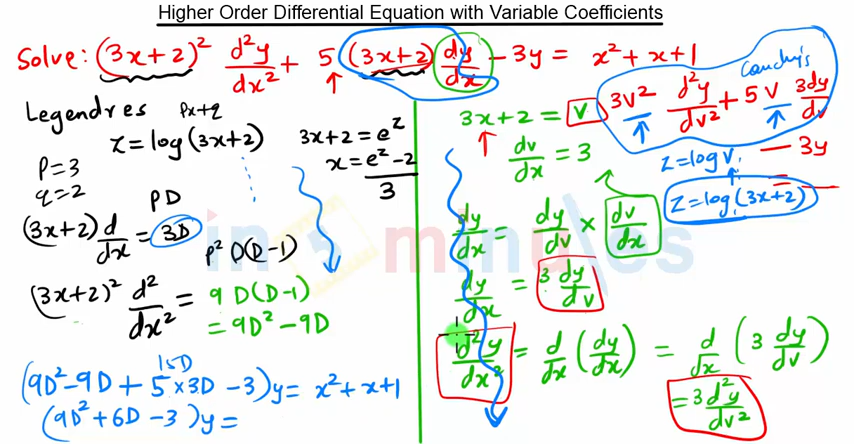 Higher Order Differential Equation with Variable Coefficients
Solve: (3x+2)² d²y/dx² + 5 (3x+2) dy/dx - 3y = x² + x + 1
Legendres px+q
z = log(3x+2)
p = 3
q = 2
3x+2 = e^z
x = (e^z - 2)/3
pD
(3x+2) d/dx = 3D
p² D(D-1)
(3x+2)² d²/dx² = 9 D(D-1)
= 9D² - 9D
15D
(9D² - 9D + 5 × 3D - 3)y = x² + x + 1
(9D² + 6D - 3)y =
Cauchy's
3x+2 = v
3v² d²y/dv² + 5 v 3dy/dv
- 3y
dv/dx = 3
z = log v
z = log(3x+2)
dy/dx = dy/dv × dv/dx
dy/dx = 3 dy/dv
d²y/dx² = d/dx (dy/dx) = d/dx (3 dy/dv)
= 3 d²y/dv²
in minutes